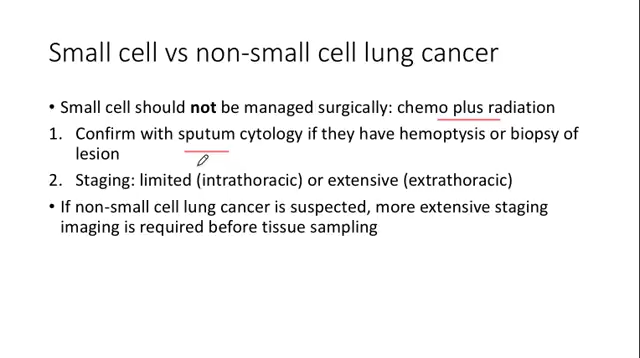 Small cell vs non-small cell lung cancer
• Small cell should not be managed surgically: chemo plus radiation
1. Confirm with sputum cytology if they have hemoptysis or biopsy of
lesion
2. Staging: limited (intrathoracic) or extensive (extrathoracic)
• If non-small cell lung cancer is suspected, more extensive staging
imaging is required before tissue sampling